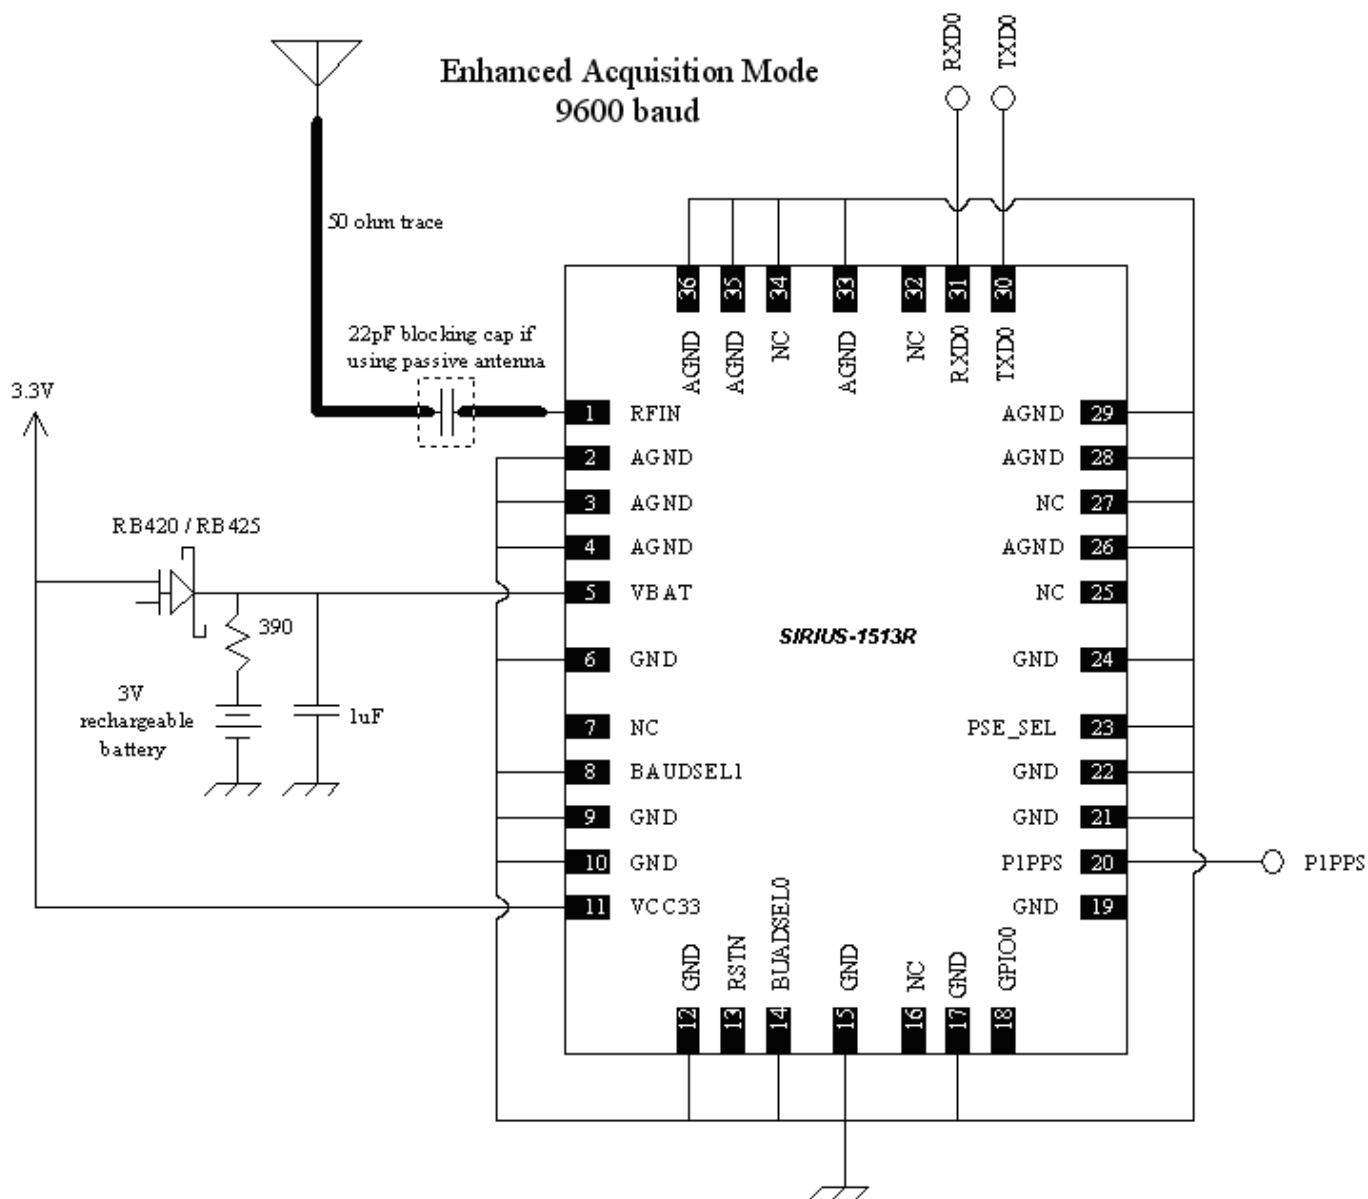 RXD0
TXD0
Enhanced Acquisition Mode
9600 baud
50 ohm trace
22pF blocking cap if
using passive antenna
3.3V
RB420 / RB425
390
3V
rechargeable
battery
1uF
36
35
34
33
32
31
30
AGND
AGND
NC
AGND
NC
RXD0
TXD0
1 RFIN
2 AGND
3 AGND
4 AGND
5 VBAT
6 GND
7 NC
8 BAUDSEL1
9 GND
10 GND
11 VCC33
SIRIUS-1513R
AGND 29
AGND 28
NC 27
AGND 26
NC 25
GND 24
PSE_SEL 23
GND 22
GND 21
P1PPS 20
P1PPS
GND 19
GND
RSTN
BUADSEL0
GND
NC
GND
GPIO0
12
13
14
15
16
17
18